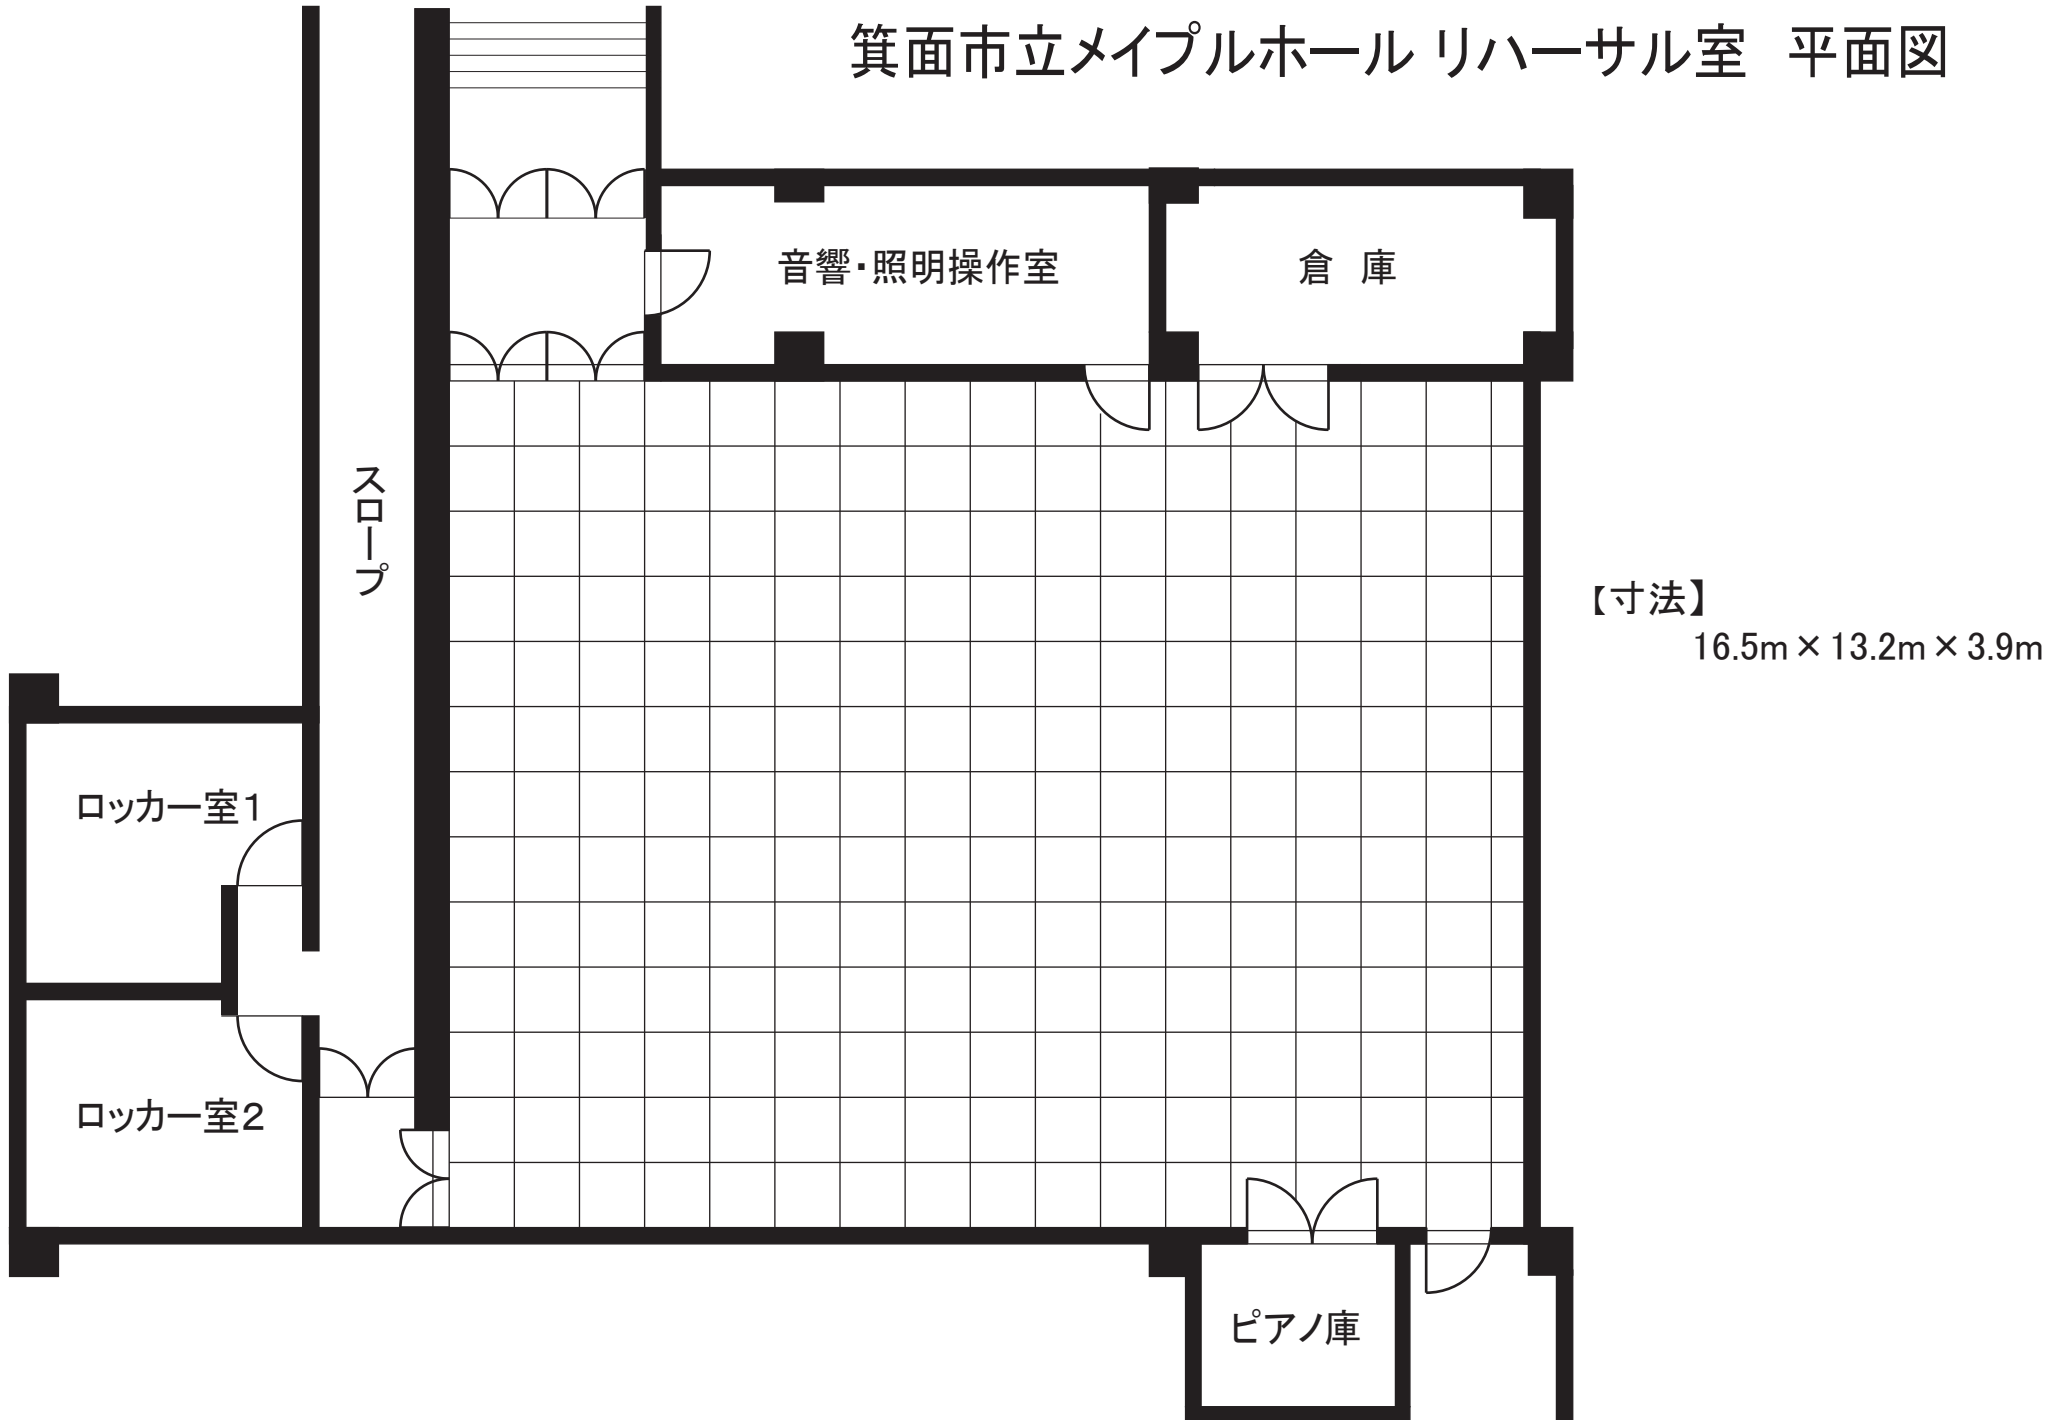 箕面市立メイプルホール リハーサル室　平面図
音響・照明操作室
倉　庫
スロープ
【寸法】
16.5m×13.2m×3.9m
ロッカー室1
ロッカー室2
ピアノ庫